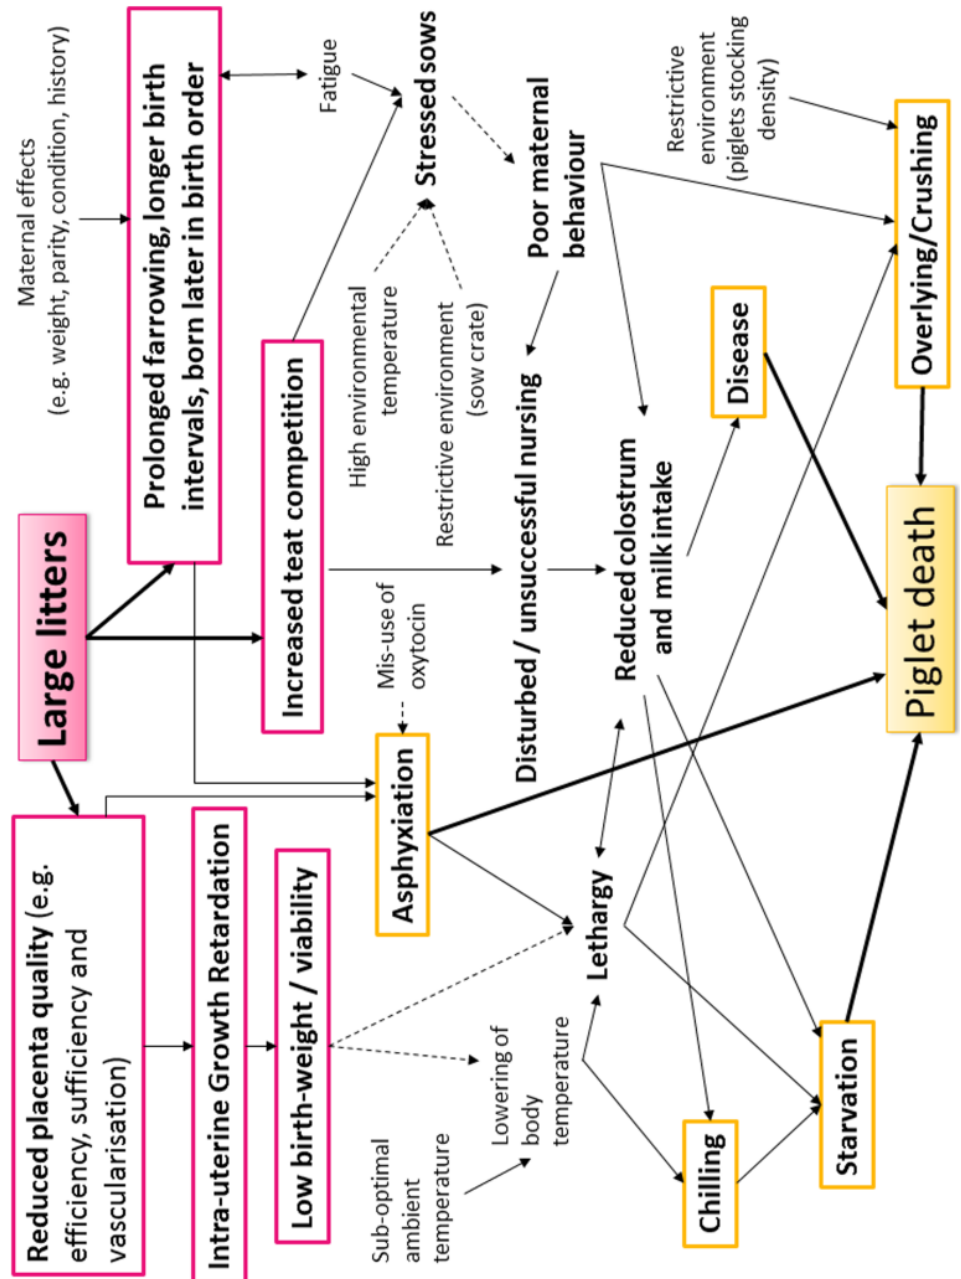 Large litters
Reduced placenta quality (e.g.
efficiency, sufficiency and
vascularisation)
Maternal effects
(e.g. weight, parity, condition, history)
Prolonged farrowing, longer birth
intervals, born later in birth order
Intra-uterine Growth Retardation
Low birth-weight / viability
Increased teat competition
Fatigue
Stressed sows
High environmental
temperature
Restrictive environment
(sow crate)
Mis-use of
oxytocin
Asphyxiation
Sub-optimal
ambient
temperature
Lowering of
body
temperature
Disturbed / unsuccessful nursing
Poor maternal
behaviour
Lethargy
Reduced colostrum
and milk intake
Restrictive
environment
(piglets stocking
density)
Chilling
Disease
Starvation
Overlying/Crushing
Piglet death